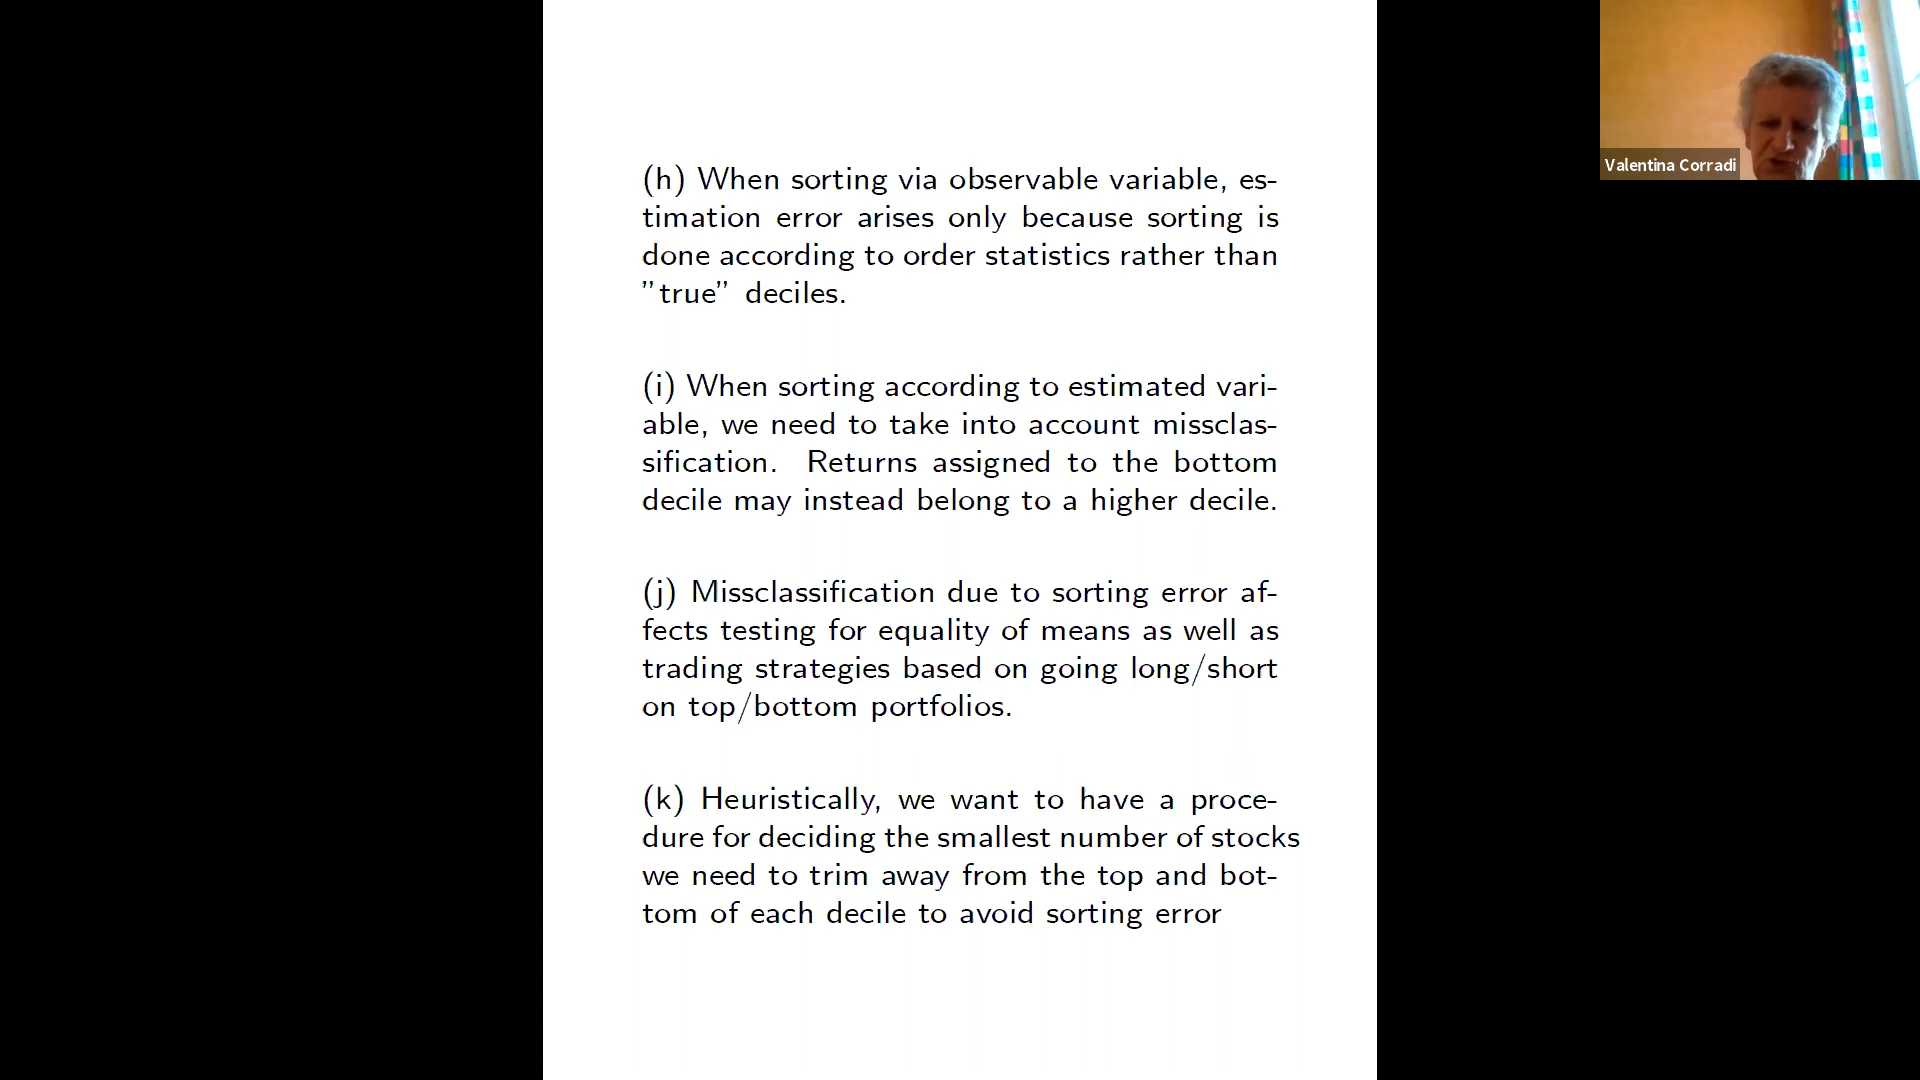 (h) When sorting via observable variable, es-
timation error arises only because sorting is
done according to order statistics rather than
"true" deciles.
(i) When sorting according to estimated vari-
able, we need to take into account missclas-
sification. Returns assigned to the bottom
decile may instead belong to a higher decile.
(j) Missclassification due to sorting error af-
fects testing for equality of means as well as
trading strategies based on going long/short
on top/bottom portfolios.
(k) Heuristically, we want to have a proce-
dure for deciding the smallest number of stocks
we need to trim away from the top and bot-
tom of each decile to avoid sorting error
Valentina Corradi